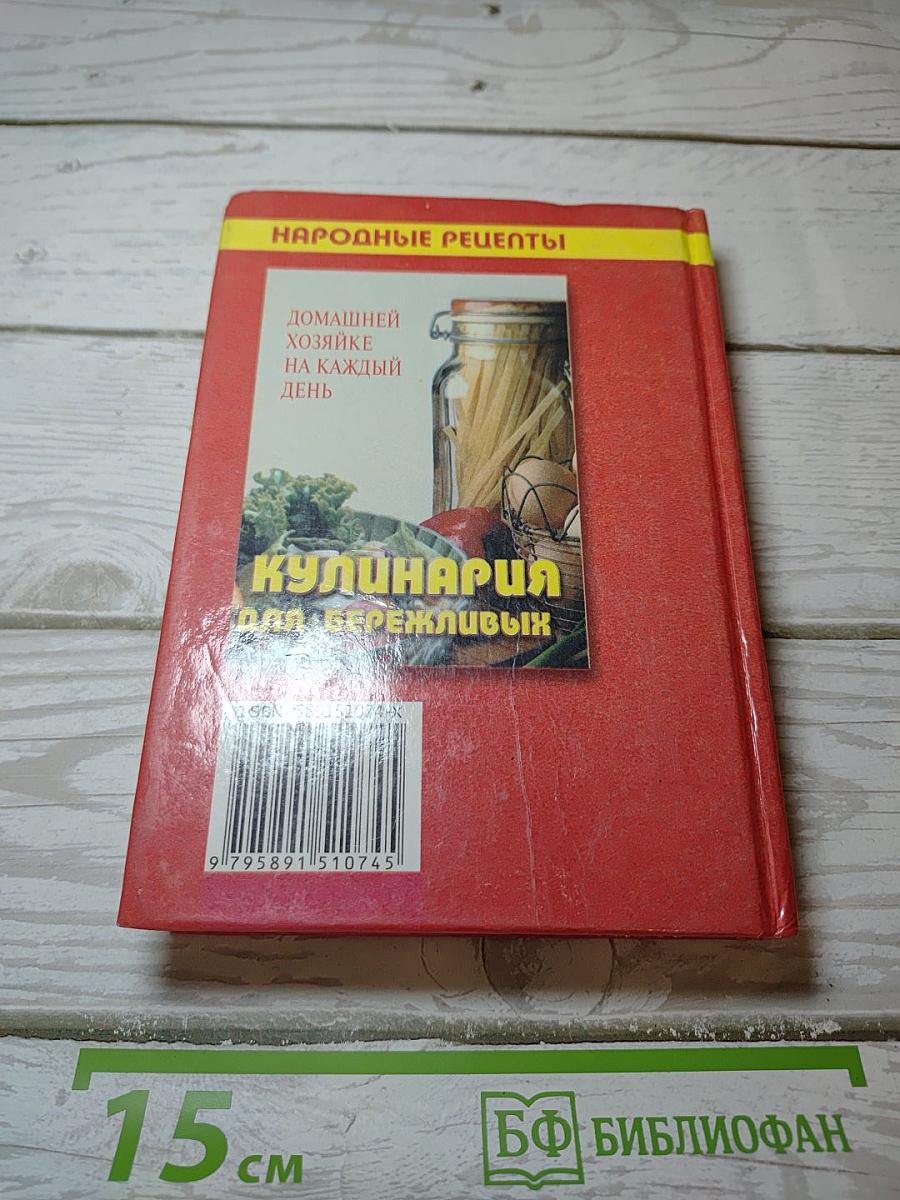 НАРОДНЫЕ РЕЦЕПТЫ
ДОМАШНЕЙ
ХОЗЯЙКЕ
НА КАЖДЫЙ
ДЕНЬ
КУЛИНАРИЯ
ДЛЯ БЕРЕЖЛИВЫХ
9 795891 510745
15 см
БФ БИБЛИОФАН